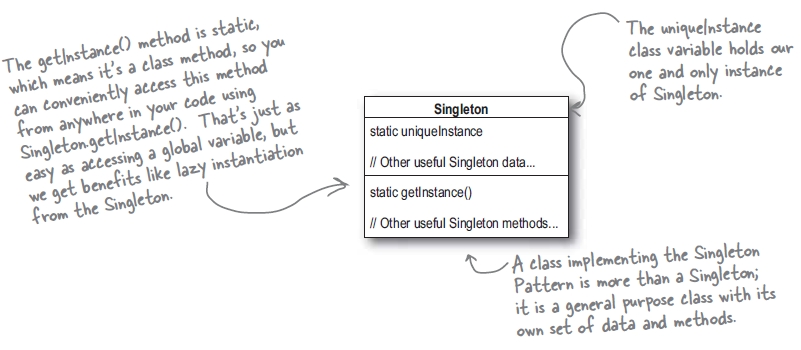 The getInstance() method is static,
which means it's a class method, so you
can conveniently access this method
from anywhere in your code using
Singleton.getInstance(). That's just as
easy as accessing a global variable, but
we get benefits like lazy instantiation
from the Singleton.
The uniqueInstance
class variable holds our
one and only instance
of Singleton.
Singleton
static uniqueInstance
// Other useful Singleton data...
static getInstance()
// Other useful Singleton methods...
A class implementing the Singleton
Pattern is more than a Singleton;
it is a general purpose class with its
own set of data and methods.